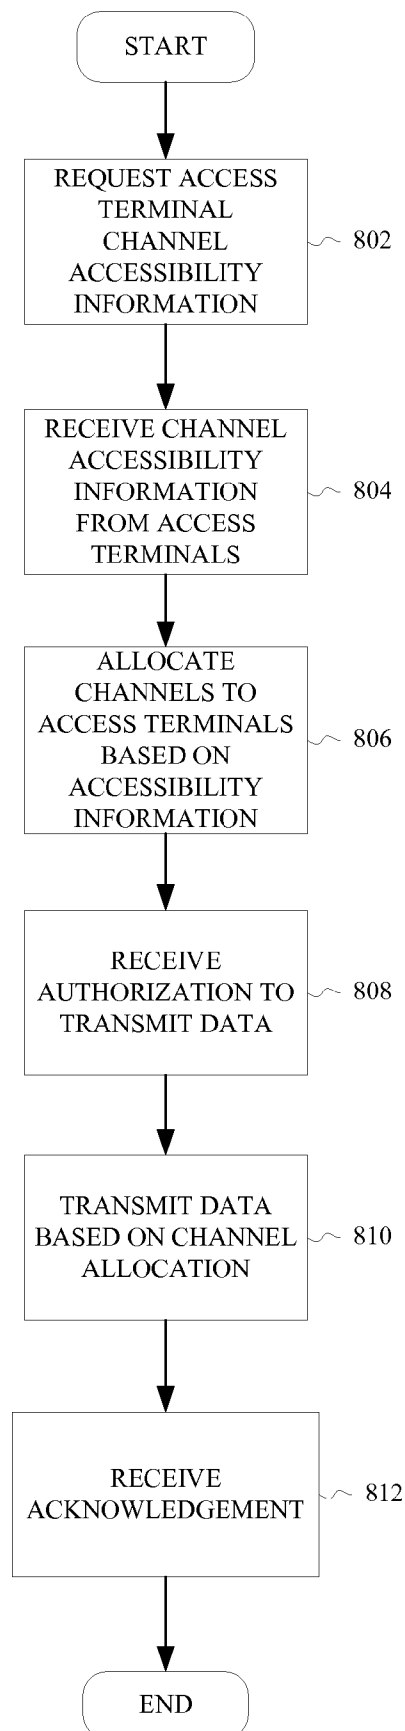 START
REQUEST ACCESS
TERMINAL
CHANNEL
ACCESSIBILITY
INFORMATION
802
RECEIVE CHANNEL
ACCESSIBILITY
INFORMATION
FROM ACCESS
TERMINALS
804
ALLOCATE
CHANNELS TO
ACCESS TERMINALS
BASED ON
ACCESSIBILITY
INFORMATION
806
RECEIVE
AUTHORIZATION TO
TRANSMIT DATA
808
TRANSMIT DATA
BASED ON CHANNEL
ALLOCATION
810
RECEIVE
ACKNOWLEDGEMENT
812
END